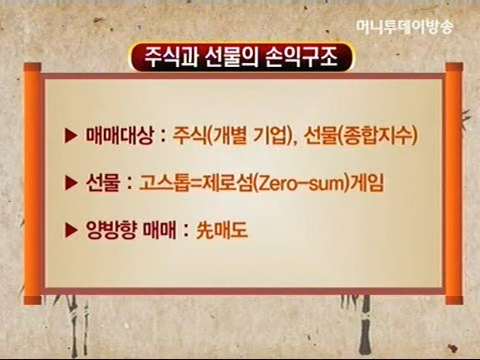 머니투데이방송
주식과 선물의 손익구조
▶ 매매대상 : 주식(개별 기업), 선물(종합지수)
▶ 선물 : 고스톱=제로섬(Zero-sum)게임
▶ 양방향 매매 : 先매도